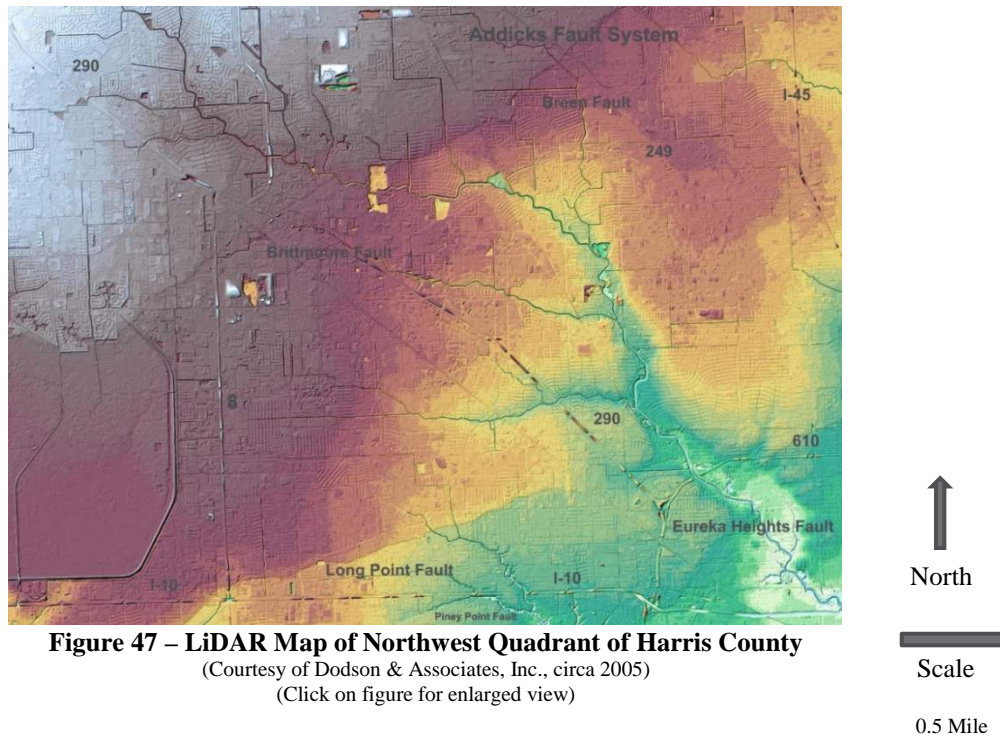 Addicks Fault System
290
I-45
Breen Fault
249
Brittmoore Fault
8
290
610
Eureka Heights Fault
Long Point Fault
I-10
I-10
Piney Point Fault
North
Scale
0.5 Mile
Figure 47 – LiDAR Map of Northwest Quadrant of Harris County
(Courtesy of Dodson & Associates, Inc., circa 2005)
(Click on figure for enlarged view)